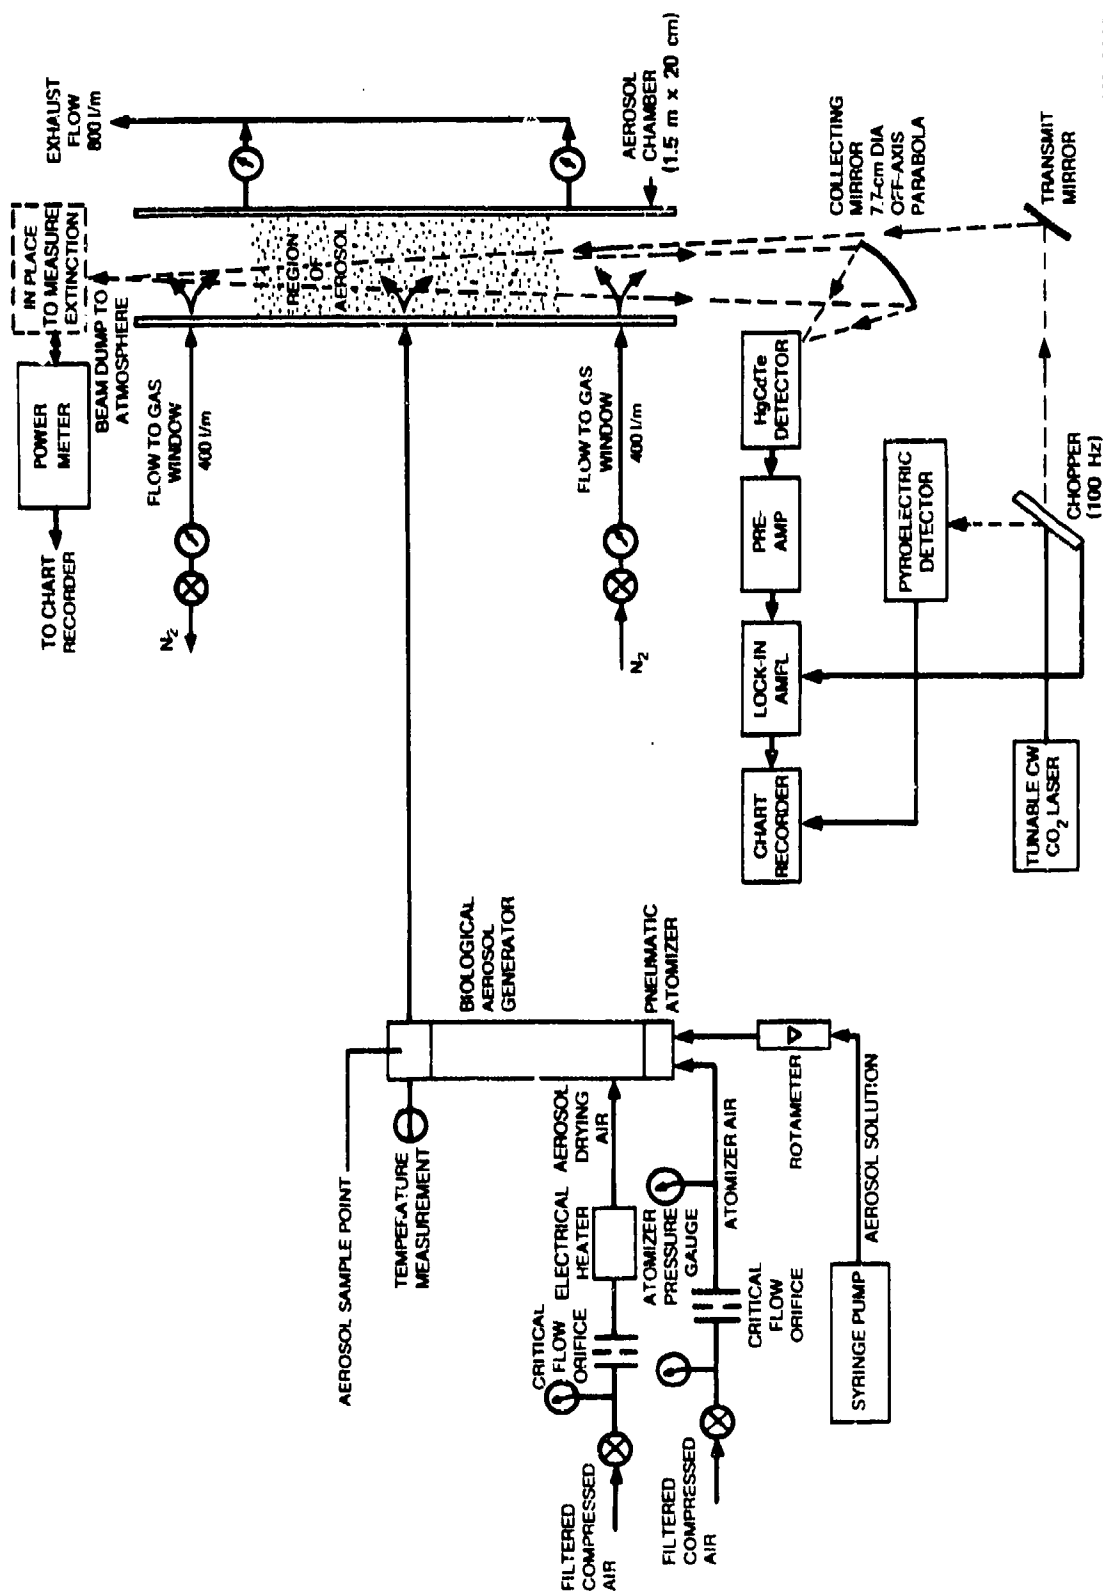 AEROSOL SAMPLE POINT
TEMPERATURE
MEASUREMENT
BIOLOGICAL
AEROSOL
GENERATOR
PNEUMATIC
ATOMIZER
CRITICAL
FLOW
ORIFICE
ELECTRICAL
HEATER
AEROSOL
DRYING
AIR
FILTERED
COMPRESSED
AIR
ATOMIZER
PRESSURE
GAUGE
ATOMIZER AIR
CRITICAL
FLOW
ORIFICE
FILTERED
COMPRESSED
AIR
ROTAMETER
AEROSOL SOLUTION
SYRINGE PUMP
TO CHART
RECORDER
POWER
METER
IN PLACE
TO MEASURE
EXTINCTION
BEAM DUMP TO
ATMOSPHERE
EXHAUST
FLOW
800 l/m
N2
FLOW TO GAS
WINDOW
400 l/m
REGION
OF
AEROSOL
N2
FLOW TO GAS
WINDOW
400 l/m
AEROSOL
CHAMBER
(1.5 m x 20 cm)
CHART
RECORDER
LOCK-IN
AMPL
PRE-
AMP
HgCdTe
DETECTOR
COLLECTING
MIRROR
7.7-cm DIA
OFF-AXIS
PARABOLA
PYROELECTRIC
DETECTOR
TUNABLE CW
CO2 LASER
CHOPPER
(100 Hz)
TRANSMIT
MIRROR